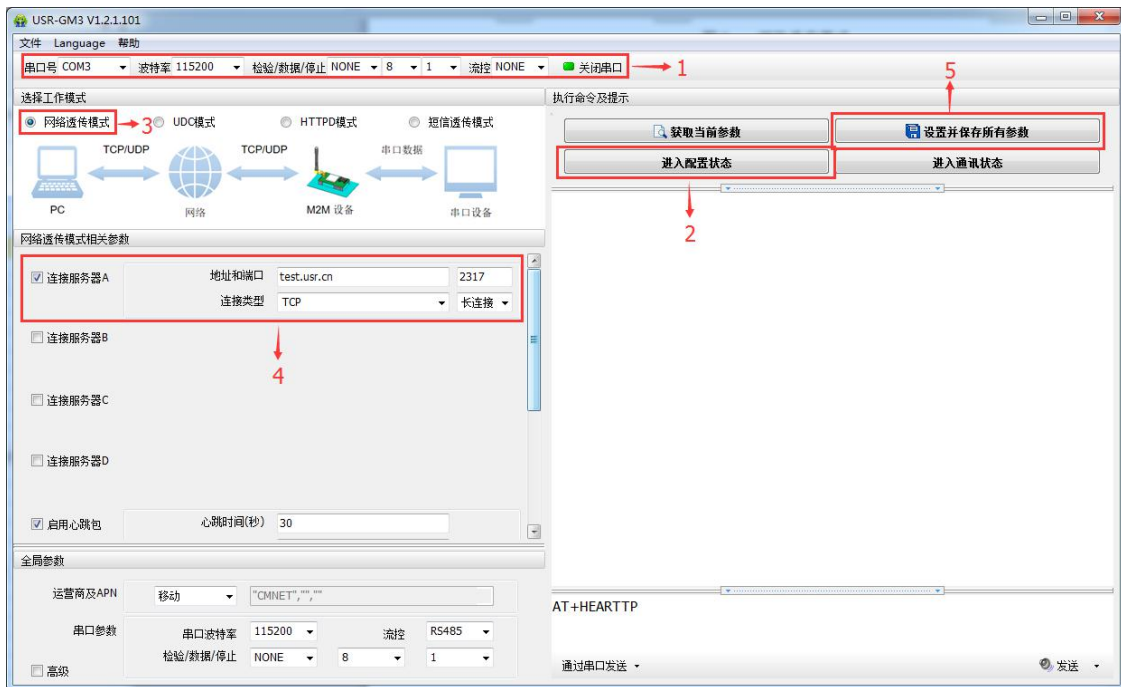 USR-GM3 V1.2.1.101
文件 Language 帮助
串口号 COM3 波特率 115200 检验/数据/停止 NONE 8 1 流控 NONE 关闭串口 1
选择工作模式
网络透传模式 3 UDC模式 HTTPD模式 短信透传模式
TCP/UDP TCP/UDP 串口数据
PC 网络 M2M 设备 串口设备
网络透传模式相关参数
连接服务器A 地址和端口 test.usr.cn 2317
连接类型 TCP 长连接
连接服务器B
4
连接服务器C
连接服务器D
启用心跳包 心跳时间(秒) 30
全局参数
运营商及APN 移动 "CMNET","",""
串口参数 串口波特率 115200 流控 RS485
检验/数据/停止 NONE 8 1
高级
5
执行命令及提示
获取当前参数 设置并保存所有参数
进入配置状态 进入通讯状态
2
AT+HEARTTP
通过串口发送 发送